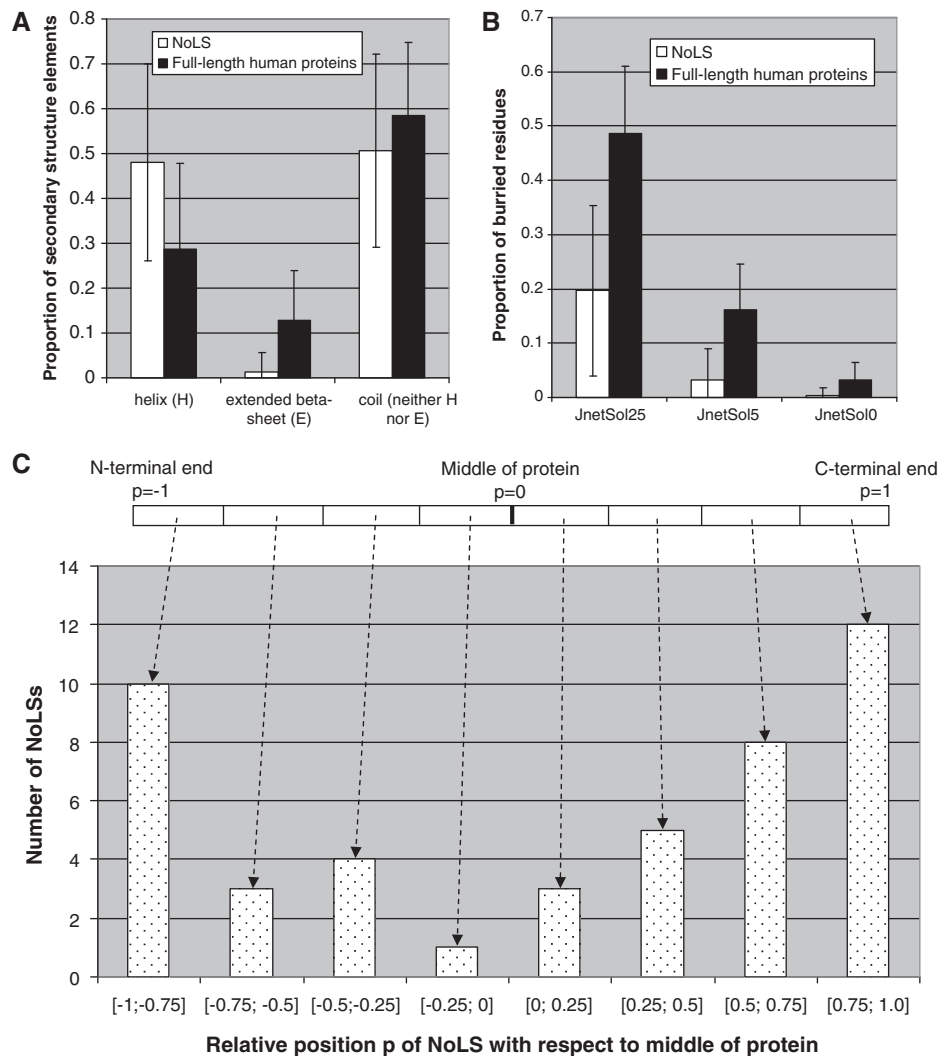 A
Proportion of secondary structure elements
0.8
0.7
0.6
0.5
0.4
0.3
0.2
0.1
0
NoLS
Full-length human proteins
helix (H)
extended beta-
sheet (E)
coil (neither H
nor E)
B
Proportion of burried residues
0.7
0.6
0.5
0.4
0.3
0.2
0.1
0
NoLS
Full-length human proteins
JnetSol25
JnetSol5
JnetSol0
C
N-terminal end
p=-1
Middle of protein
p=0
C-terminal end
p=1
Number of NoLSs
14
12
10
8
6
4
2
0
[-1;-0.75]
[-0.75; -0.5]
[-0.5;-0.25]
[-0.25; 0]
[0; 0.25]
[0.25; 0.5]
[0.5; 0.75]
[0.75; 1.0]
Relative position p of NoLS with respect to middle of protein